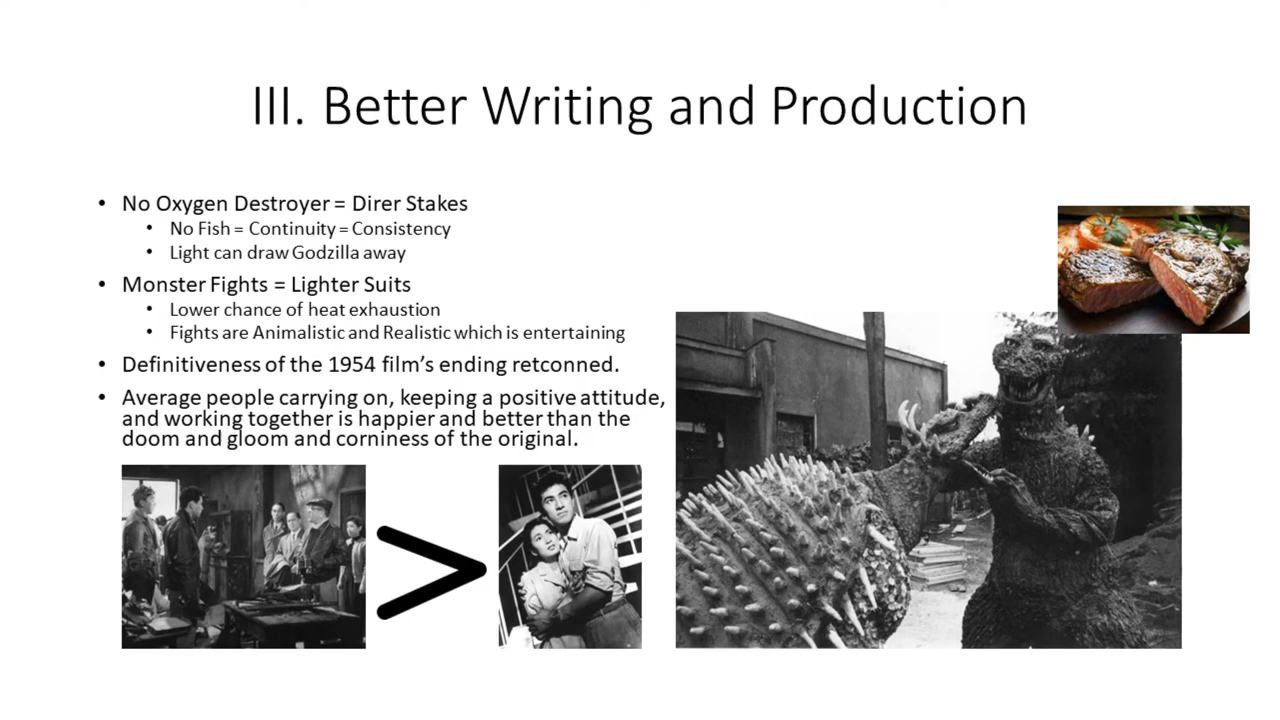 III. Better Writing and Production
• No Oxygen Destroyer = Direr Stakes
• No Fish = Continuity = Consistency
• Light can draw Godzilla away
• Monster Fights = Lighter Suits
• Lower chance of heat exhaustion
• Fights are Animalistic and Realistic which is entertaining
• Definitiveness of the 1954 film’s ending retconned.
• Average people carrying on, keeping a positive attitude,
and working together is happier and better than the
doom and gloom and corniness of the original.
>